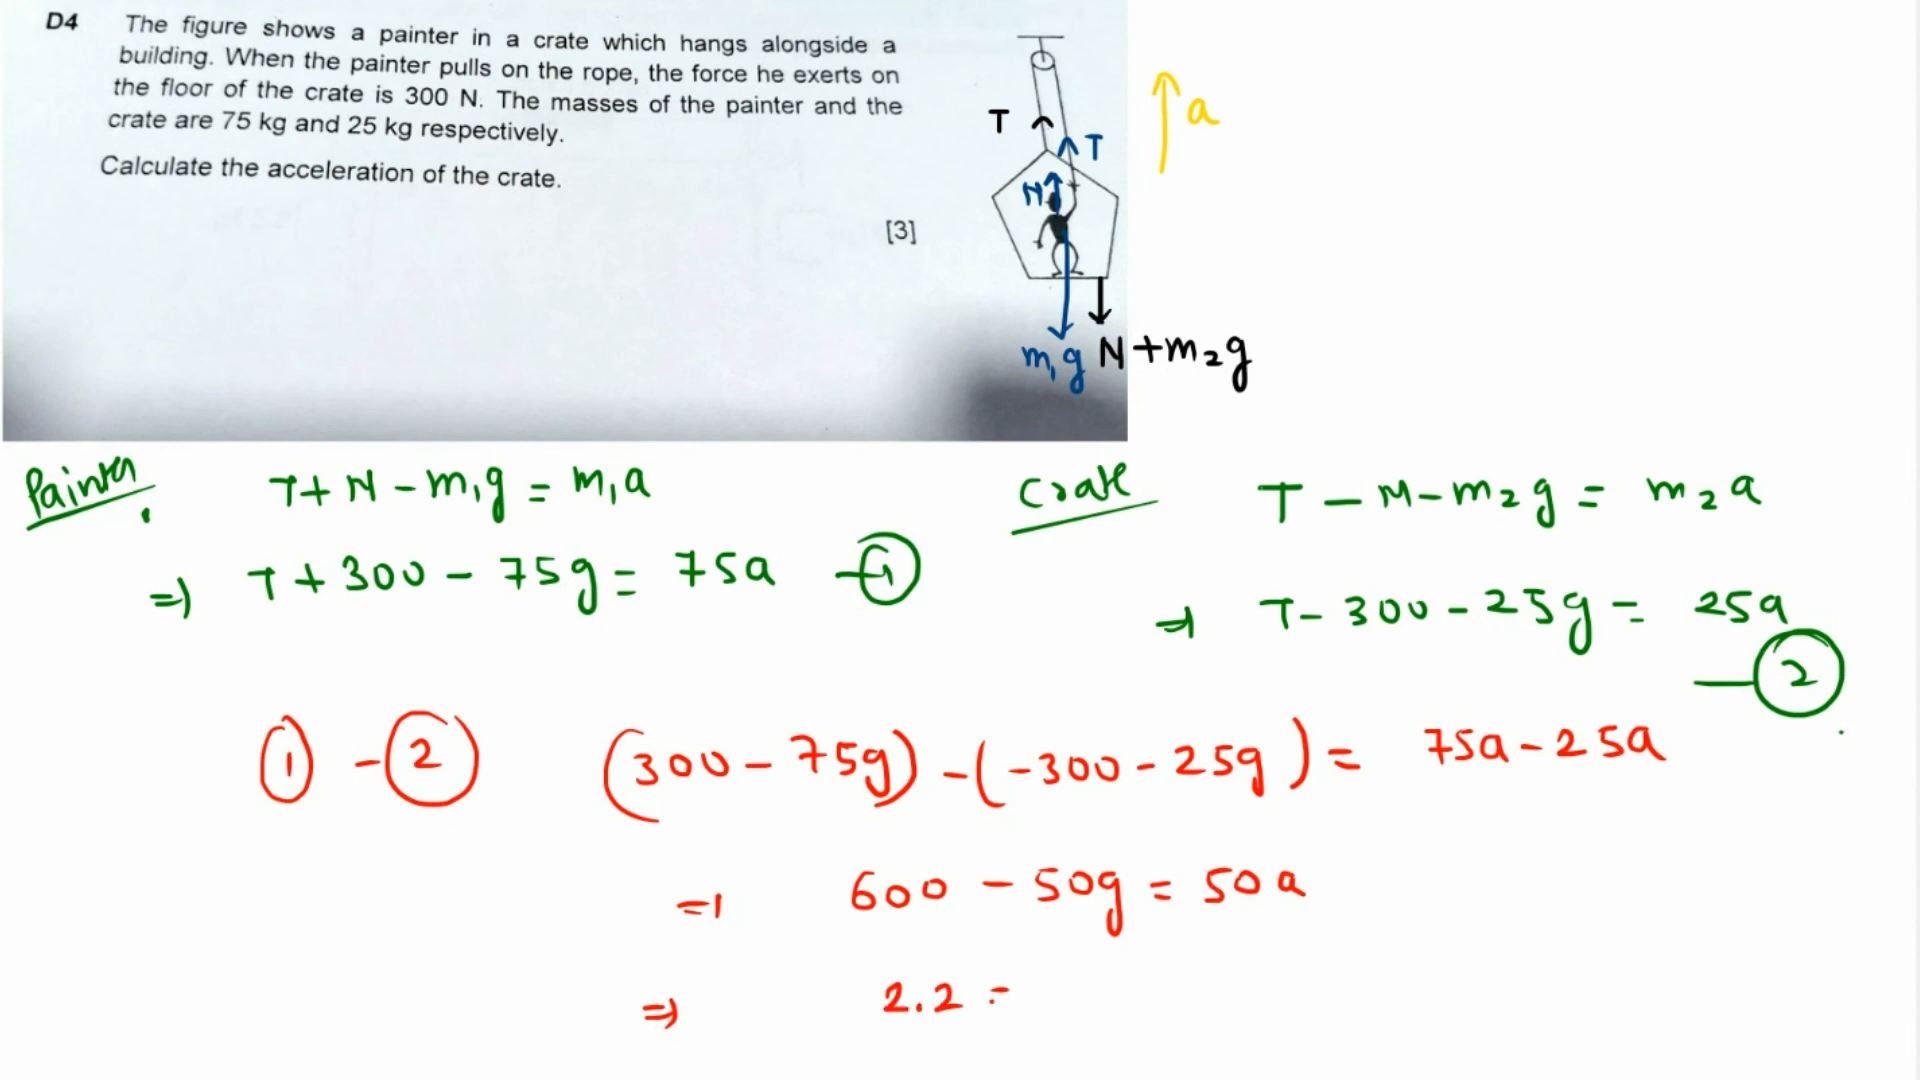 D4 The figure shows a painter in a crate which hangs alongside a
building. When the painter pulls on the rope, the force he exerts on
the floor of the crate is 300 N. The masses of the painter and the
crate are 75 kg and 25 kg respectively.
Calculate the acceleration of the crate.
[3]
T
T
a
N
m₁g
N+m₂g
Painter
T+N-m₁g = m₁a
⇒ T+300-75g = 75a —①
Crate
T-N-m₂g = m₂a
⇒ T-300-25g = 25a
—②
① - ② (300-75g)-(-300-25g) = 75a-25a
⇒ 600-50g = 50a
⇒ 2.2 =